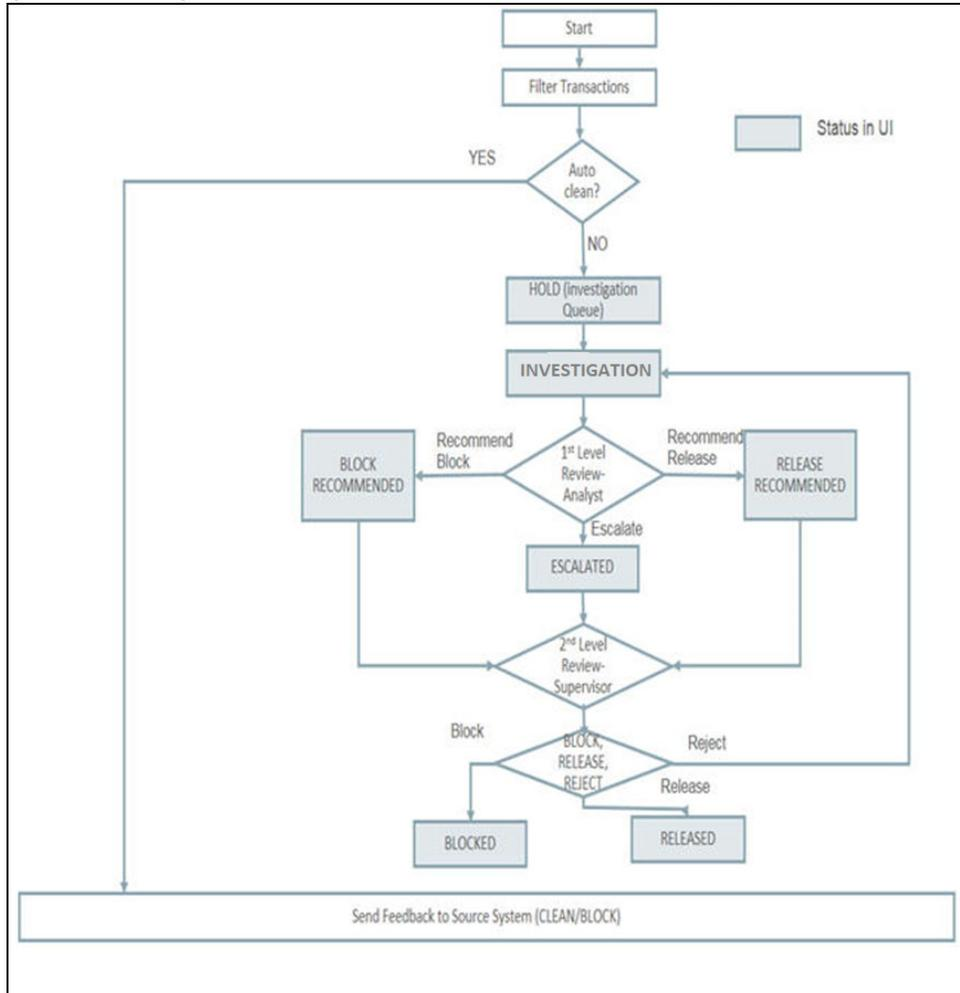 Start
Filter Transactions
Status in UI
YES
Auto
clean?
NO
HOLD (investigation
Queue)
INVESTIGATION
Recommend
Block
1st Level
Review-
Analyst
Recommend
Release
BLOCK
RECOMMENDED
RELEASE
RECOMMENDED
Escalate
ESCALATED
2nd Level
Review-
Supervisor
Block
BLOCK,
RELEASE,
REJECT
Reject
Release
BLOCKED
RELEASED
Send Feedback to Source System (CLEAN/BLOCK)